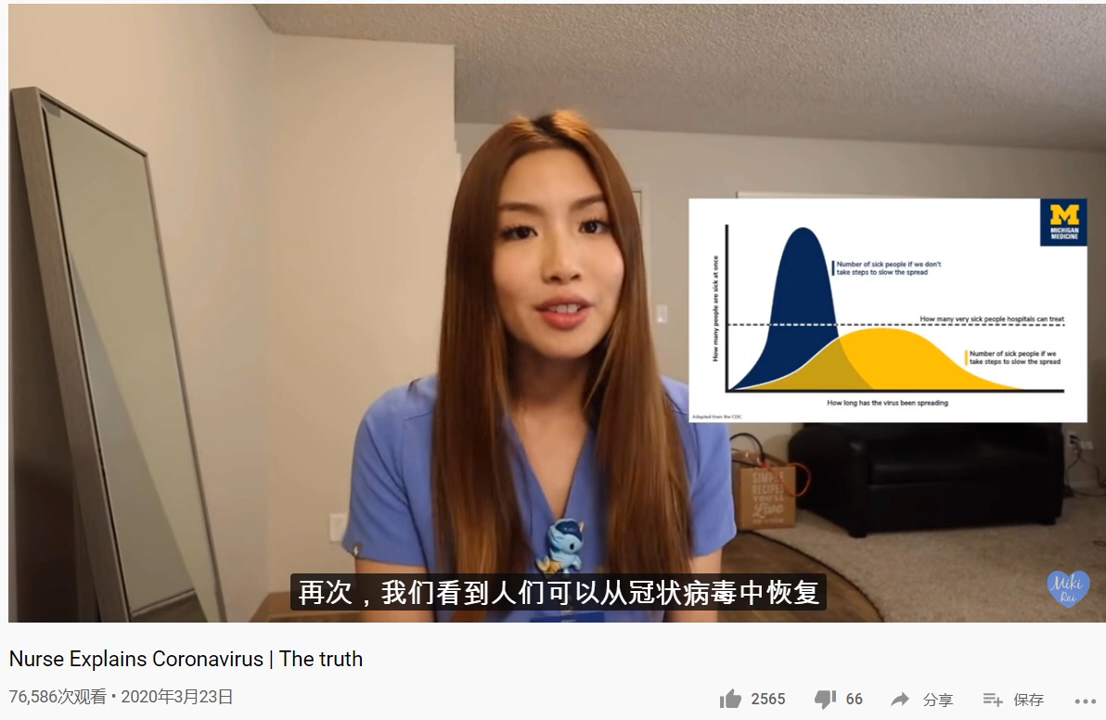 M
MICHIGAN
MEDICINE
How many people are sick at once
Number of sick people if we don't
take steps to slow the spread
How many very sick people hospitals can treat
Number of sick people if we
take steps to slow the spread
How long has the virus been spreading
Adapted from the CDC
SIMPLE
RECIPES
YOU'LL
Live
Miki
Rai
再次，我们看到人们可以从冠状病毒中恢复
Nurse Explains Coronavirus | The truth
76,586次观看 • 2020年3月23日
2565
66
分享
保存